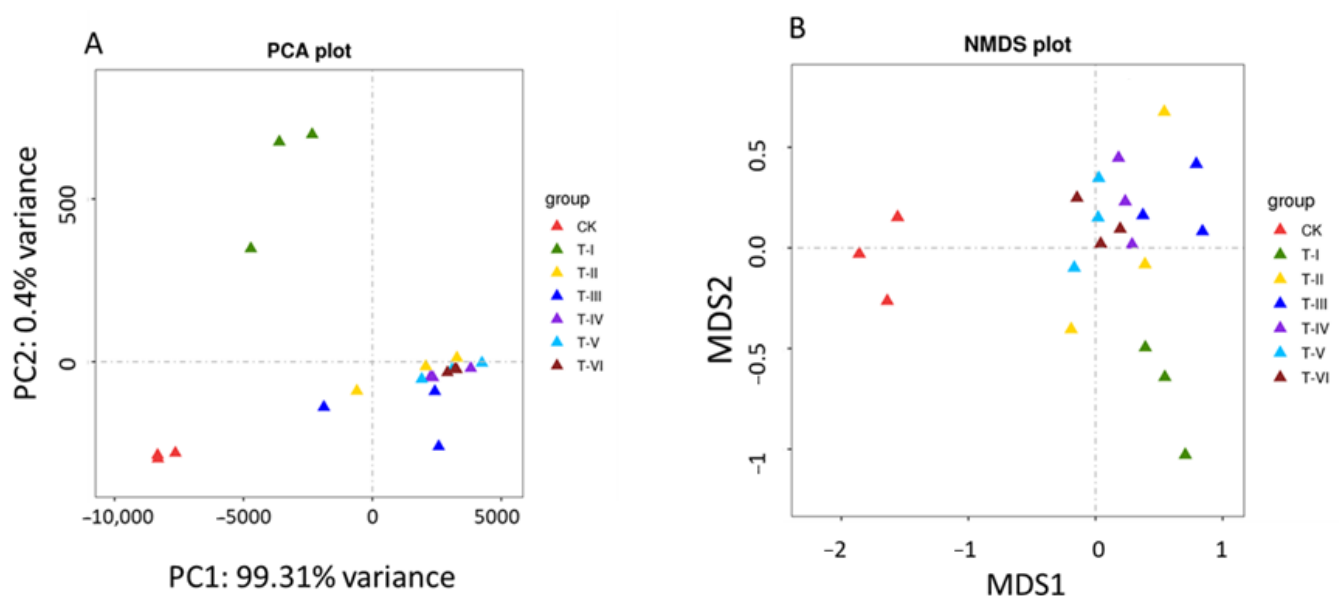 A
PCA plot
PC2: 0.4% variance
500
0
−10,000
−5000
0
5000
PC1: 99.31% variance
group
CK
T-I
T-II
T-III
T-IV
T-V
T-VI
B
NMDS plot
MDS2
0.5
0.0
−0.5
−1
−2
−1
0
1
MDS1
group
CK
T-I
T-II
T-III
T-IV
T-V
T-VI